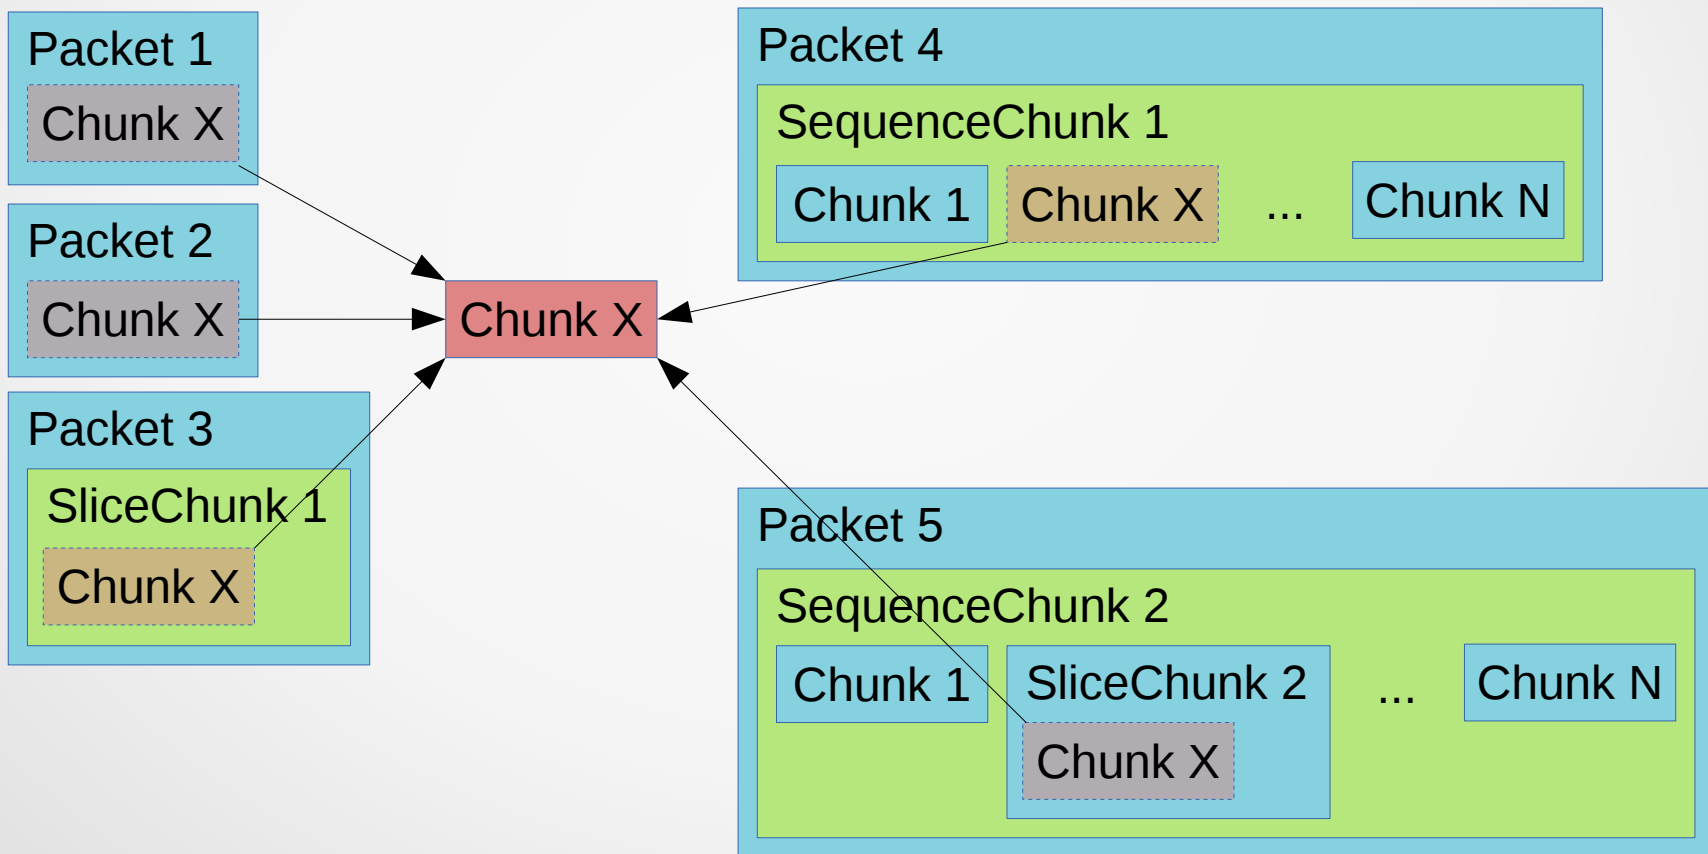 Packet 1
Chunk X
Packet 2
Chunk X
Packet 3
SliceChunk 1
Chunk X
Chunk X
Packet 4
SequenceChunk 1
Chunk 1 Chunk X ... Chunk N
Packet 5
SequenceChunk 2
Chunk 1 SliceChunk 2 ... Chunk N
Chunk X